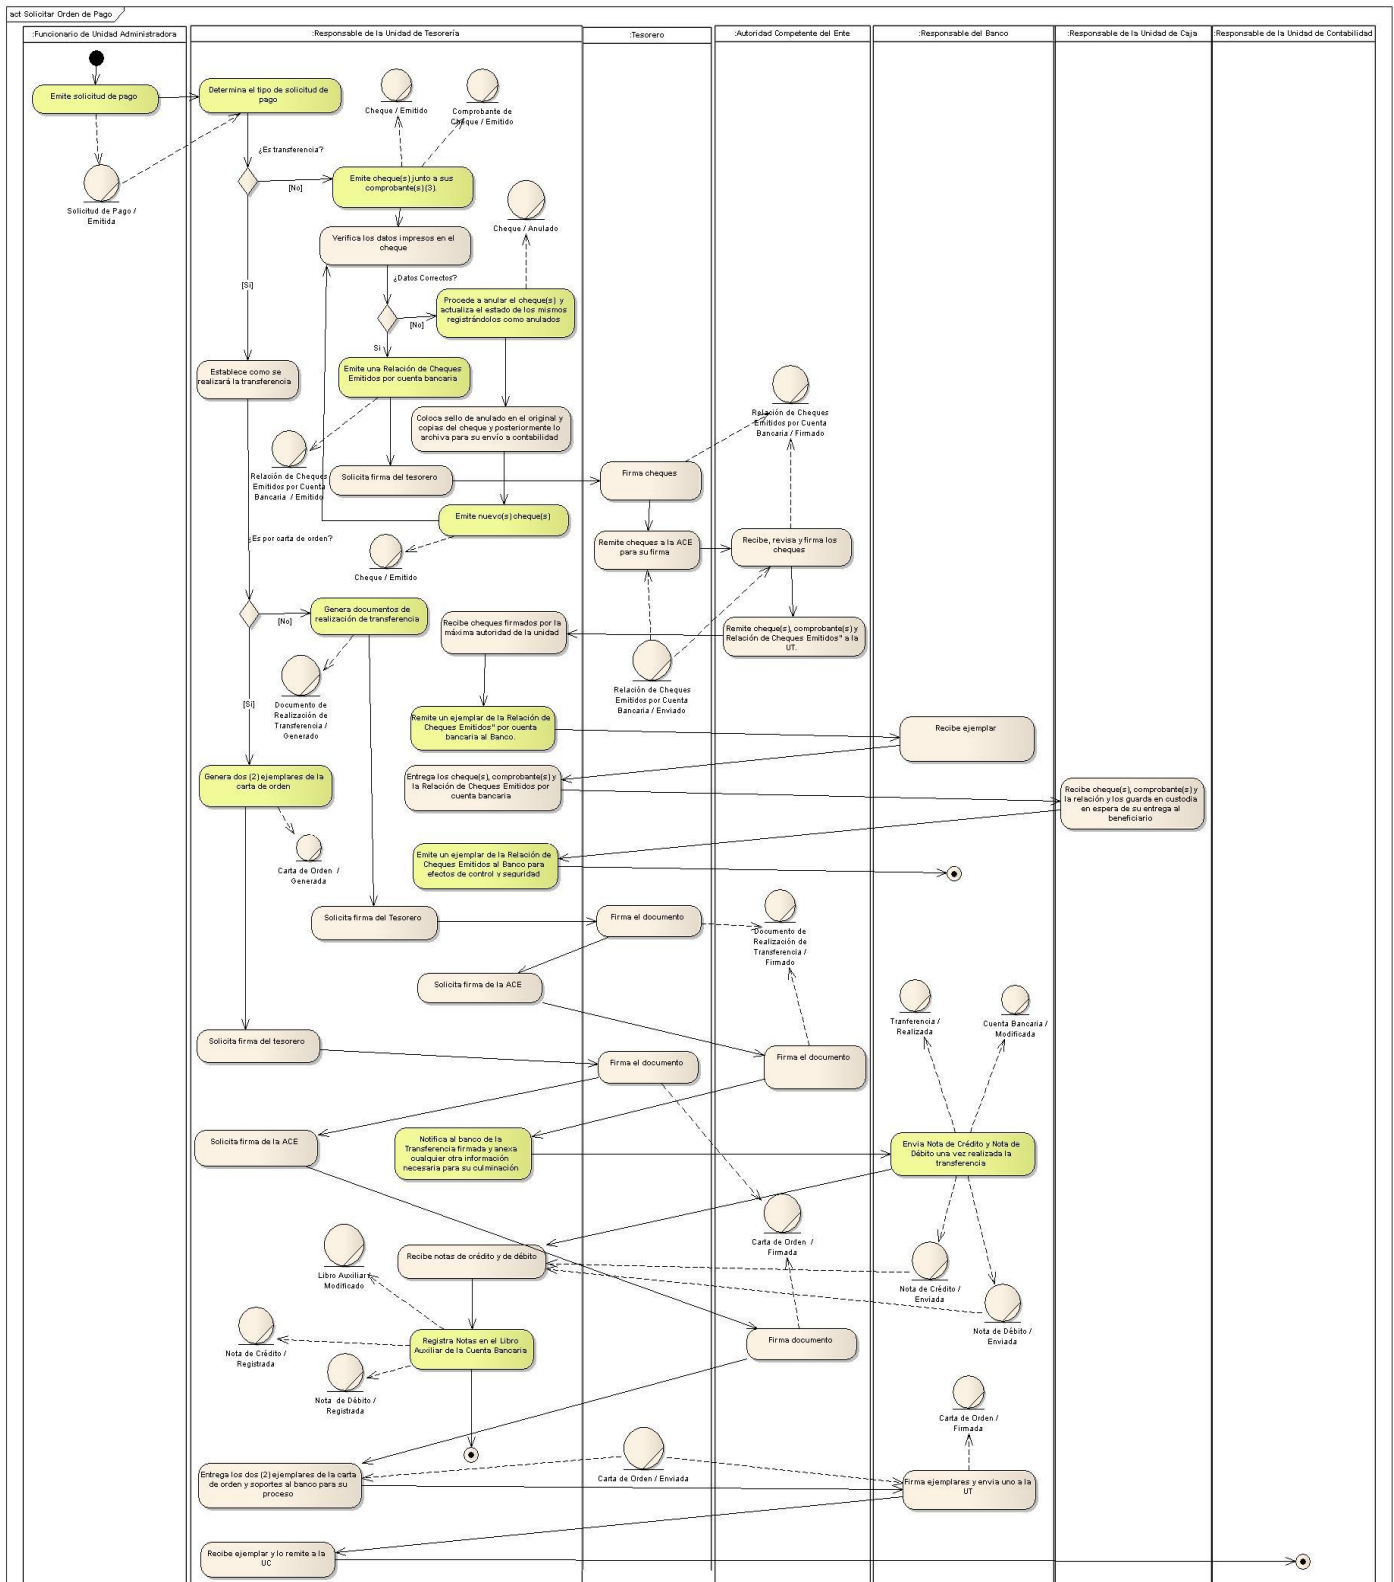 act Solicitar Orden de Pago
:Funcionario de Unidad Administradora
:Responsable de la Unidad de Tesorería
:Tesorero
:Autoridad Competente del Ente
:Responsable del Banco
:Responsable de la Unidad de Caja
:Responsable de la Unidad de Contabilidad
Emite solicitud de pago
Determina el tipo de solicitud de
pago
Cheque / Emitido
Comprobante de
Cheque / Emitido
¿Es transferencia?
[No]
Emite cheque(s) junto a sus
comprobante(s)(3).
Solicitud de Pago /
Emitida
Cheque / Anulado
Verifica los datos impresos en el
cheque
¿Datos Correctos?
[Si]
Procede a anular el cheque(s) y
actualiza el estado de los mismos
registrándolos como anulados
[No]
Si
Establece como se
realizará la transferencia
Emite una Relación de Cheques
Emitidos por cuenta bancaria
Coloca sello de anulado en el original y
copias del cheque y posteriormente lo
archiva para su envío a contabilidad
Relación de Cheques
Emitidos por Cuenta
Bancaria / Firmado
Relación de Cheques
Emitidos por Cuenta
Bancaria / Emitido
Solicita firma del tesorero
Firma cheques
Emite nuevo(s) cheque(s)
¿Es por carta de orden?
Cheque / Emitido
Remite cheques a la ACE
para su firma
Recibe, revisa y firma los
cheques
[No]
Genera documentos de
realización de transferencia
Recibe cheques firmados por la
máxima autoridad de la unidad
Remite cheque(s), comprobante(s) y
Relación de Cheques Emitidos" a la
UT.
Relación de Cheques
Emitidos por Cuenta
Bancaria / Enviado
[Si]
Documento de
Realización de
Transferencia /
Generado
Remite un ejemplar de la Relación de
Cheques Emitidos" por cuenta
bancaria al Banco.
Recibe ejemplar
Genera dos (2) ejemplares de la
carta de orden
Entrega los cheque(s), comprobante(s) y
la Relación de Cheques Emitidos por
cuenta bancaria
Recibe cheque(s), comprobante(s) y
la relación y los guarda en custodia
en espera de su entrega al
beneficiario
Carta de Orden /
Generada
Emite un ejemplar de la Relación de
Cheques Emitidos al Banco para
efectos de control y seguridad
Solicita firma del Tesorero
Firma el documento
Documento de
Realización de
Transferencia /
Firmado
Solicita firma de la ACE
Tranferencia /
Realizada
Cuenta Bancaria /
Modificada
Solicita firma del tesorero
Firma el documento
Firma el documento
Solicita firma de la ACE
Notifica al banco de la
Transferencia firmada y anexa
cualquier otra información
necesaria para su culminación
Envia Nota de Crédito y Nota de
Débito una vez realizada la
transferencia
Carta de Orden /
Firmada
Recibe notas de crédito y de débito
Libro Auxiliar /
Modificado
Nota de Crédito /
Enviada
Nota de Débito /
Enviada
Nota de Crédito /
Registrada
Registra Notas en el Libro
Auxiliar de la Cuenta Bancaria
Firma documento
Nota de Débito /
Registrada
Carta de Orden /
Firmada
Entrega los dos (2) ejemplares de la carta
de orden y soportes al banco para su
proceso
Carta de Orden / Enviada
Firma ejemplares y envia uno a la
UT
Recibe ejemplar y lo remite a la
UC